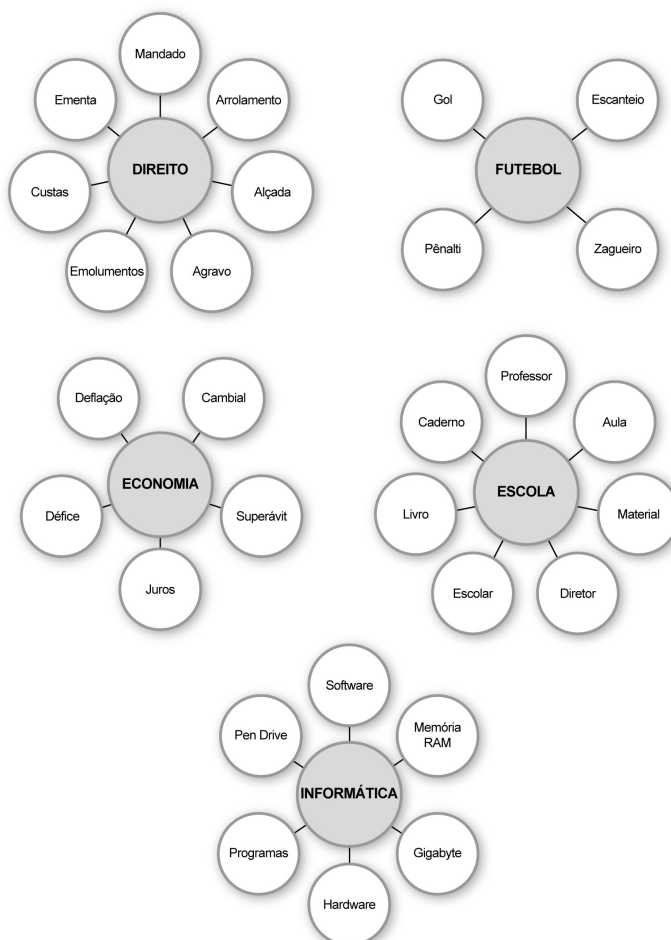 Mandado
Ementa
Arrolamento
DIREITO
Custas
Alçada
Emolumentos
Agravo
Gol
Escanteio
FUTEBOL
Pênalti
Zagueiro
Deflação
Cambial
ECONOMIA
Défice
Superávit
Juros
Professor
Caderno
Aula
ESCOLA
Livro
Material
Escolar
Diretor
Software
Pen Drive
Memória
RAM
INFORMÁTICA
Programas
Gigabyte
Hardware